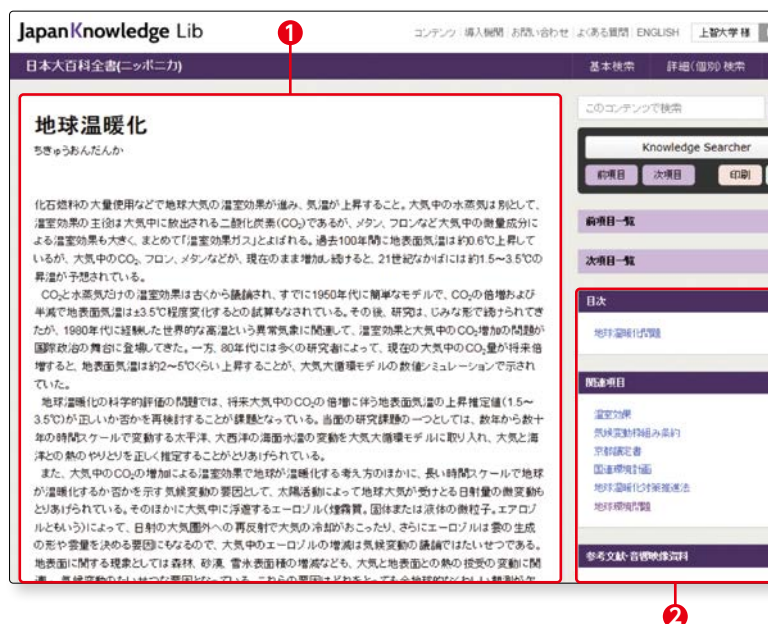 JapanKnowledge Lib
コンテンツ 導入機関 お問い合わせ よくある質問 ENGLISH 上智大学 様
1
日本大百科全書(ニッポニカ)
基本検索 詳細(個別)検索
地球温暖化
ちきゅうおんだんか
化石燃料の大量使用などで地球大気の温室効果が進み、気温が上昇すること。大気中の水蒸気は別として、
温室効果の主役は大気中に放出される二酸化炭素(CO₂)であるが、メタン、フロンなど大気中の微量成分に
よる温室効果も大きく、まとめて「温室効果ガス」とよばれる。過去100年間に地表面気温は約0.6℃上昇して
いるが、大気中のCO₂、フロン、メタンなどが、現在のまま増加し続けると、21世紀なかばには約1.5~3.5℃の
昇温が予想されている。
CO₂と水蒸気だけの温室効果は古くから議論され、すでに1950年代に簡単なモデルで、CO₂の倍増および
半減で地表面気温は±3.5℃程度変化するとの試算もなされている。その後、研究は、じみな形で続けられてき
たが、1980年代に経験した世界的な高温という異常気象に関連して、温室効果と大気中のCO₂増加の問題が
国際政治の舞台に登場してきた。一方、80年代には多くの研究者によって、現在の大気中のCO₂量が将来倍
増すると、地表面気温は約2~5℃くらい上昇することが、大気大循環モデルの数値シミュレーションで示され
ていた。
地球温暖化の科学的評価の問題では、将来大気中のCO₂の倍増に伴う地表面気温の上昇推定値(1.5~
3.5℃)が正しいか否かを再検討することが課題となっている。当面の研究課題の一つとしては、数年から数十
年の時間スケールで変動する太平洋、大西洋の海面水温の変動を大気大循環モデルに取り入れ、大気と海
洋との熱のやりとりを正しく推定することがとりあげられている。
また、大気中のCO₂の増加による温室効果で地球が温暖化する考え方のほかに、長い時間スケールで地球
が温暖化するか否かを示す気候変動の要因として、太陽活動によって地球大気が受けとる日射量の微変動も
とりあげられている。そのほかに大気中に浮遊するエーロゾル(煙霧質。固体または液体の微粒子。エアロゾ
ルともいう)によって、日射の大気圏外への再反射で大気の冷却がおこったり、さらにエーロゾルは雲の生成
の形や雲量を決める要因にもなるので、大気中のエーロゾルの増減は気候変動の議論ではたいせつである。
地表面に関する現象としては森林、砂漠、雪氷表面積の増減なども、大気と地表面との熱の授受の変動に関
このコンテンツで検索
Knowledge Searcher
前項目 次項目 印刷
前項目一覧
次項目一覧
目次
地球温暖化問題
関連項目
温室効果
気候変動枠組み条約
京都議定書
国連環境計画
地球温暖化対策推進法
地球環境問題
参考文献・音響映像資料
2